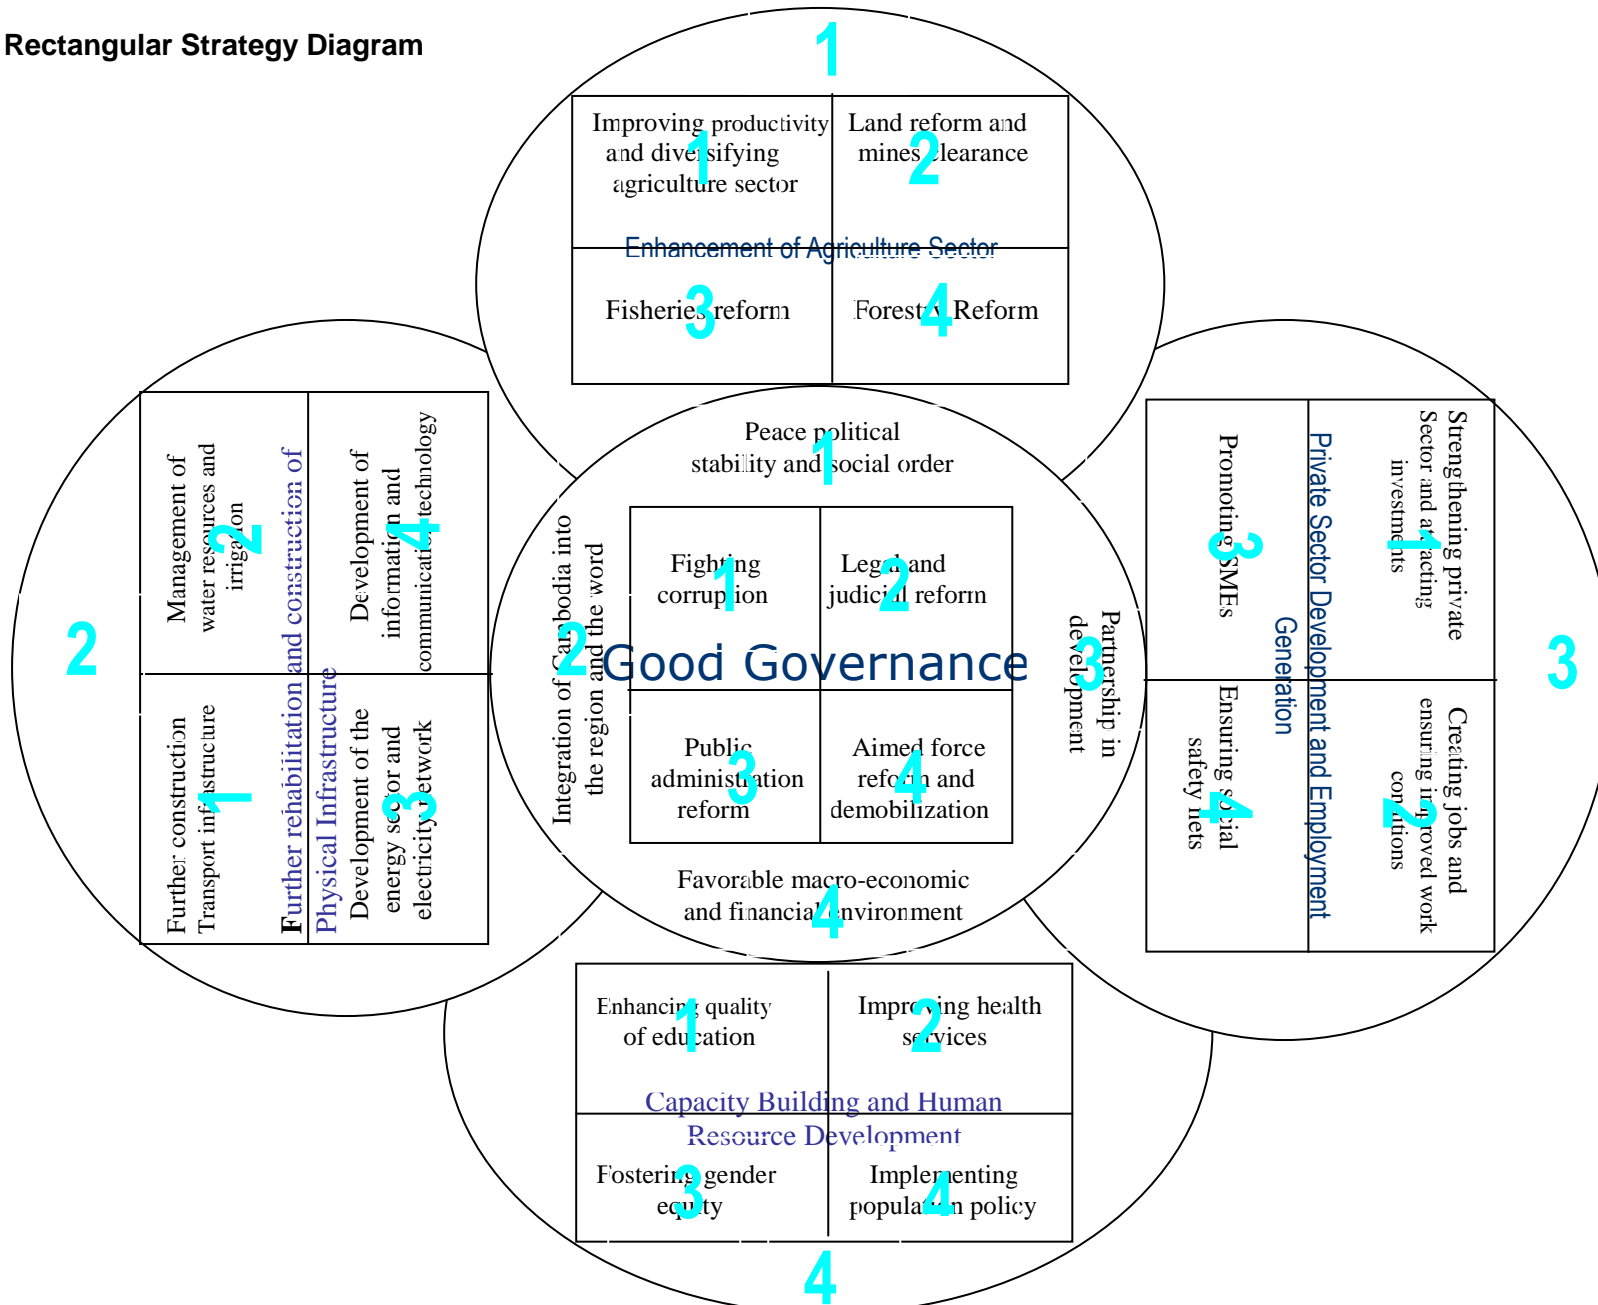 Rectangular Strategy Diagram
1
Improving productivity
and diversifying
agriculture sector
1
Land reform and
mines clearance
2
Enhancement of Agriculture Sector
Fisheries reform
3
Forestry Reform
4
2
Management of
water resources and
irrigation
2
Development of
information and
communication technology
4
Further rehabilitation and construction of
Physical Infrastructure
Further construction
Transport infrastructure
1
Development of the
energy sector and
electricity network
3
Peace political
stability and social order
1
Integration of Cambodia into
the region and the word
2
Fighting
corruption
1
Legal and
judicial reform
2
Good Governance
Public
administration
reform
3
Aimed force
reform and
demobilization
4
Partnership in
development
3
Favorable macro-economic
and financial environment
4
3
Strengthening private
Sector and attracting
investments
1
Promoting SMEs
3
Private Sector Development and Employment
Generation
Creating jobs and
ensuring improved work
conditions
2
Ensuring social
safety nets
4
Enhancing quality
of education
1
Improving health
services
2
Capacity Building and Human
Resource Development
Fostering gender
equity
3
Implementing
population policy
4
4